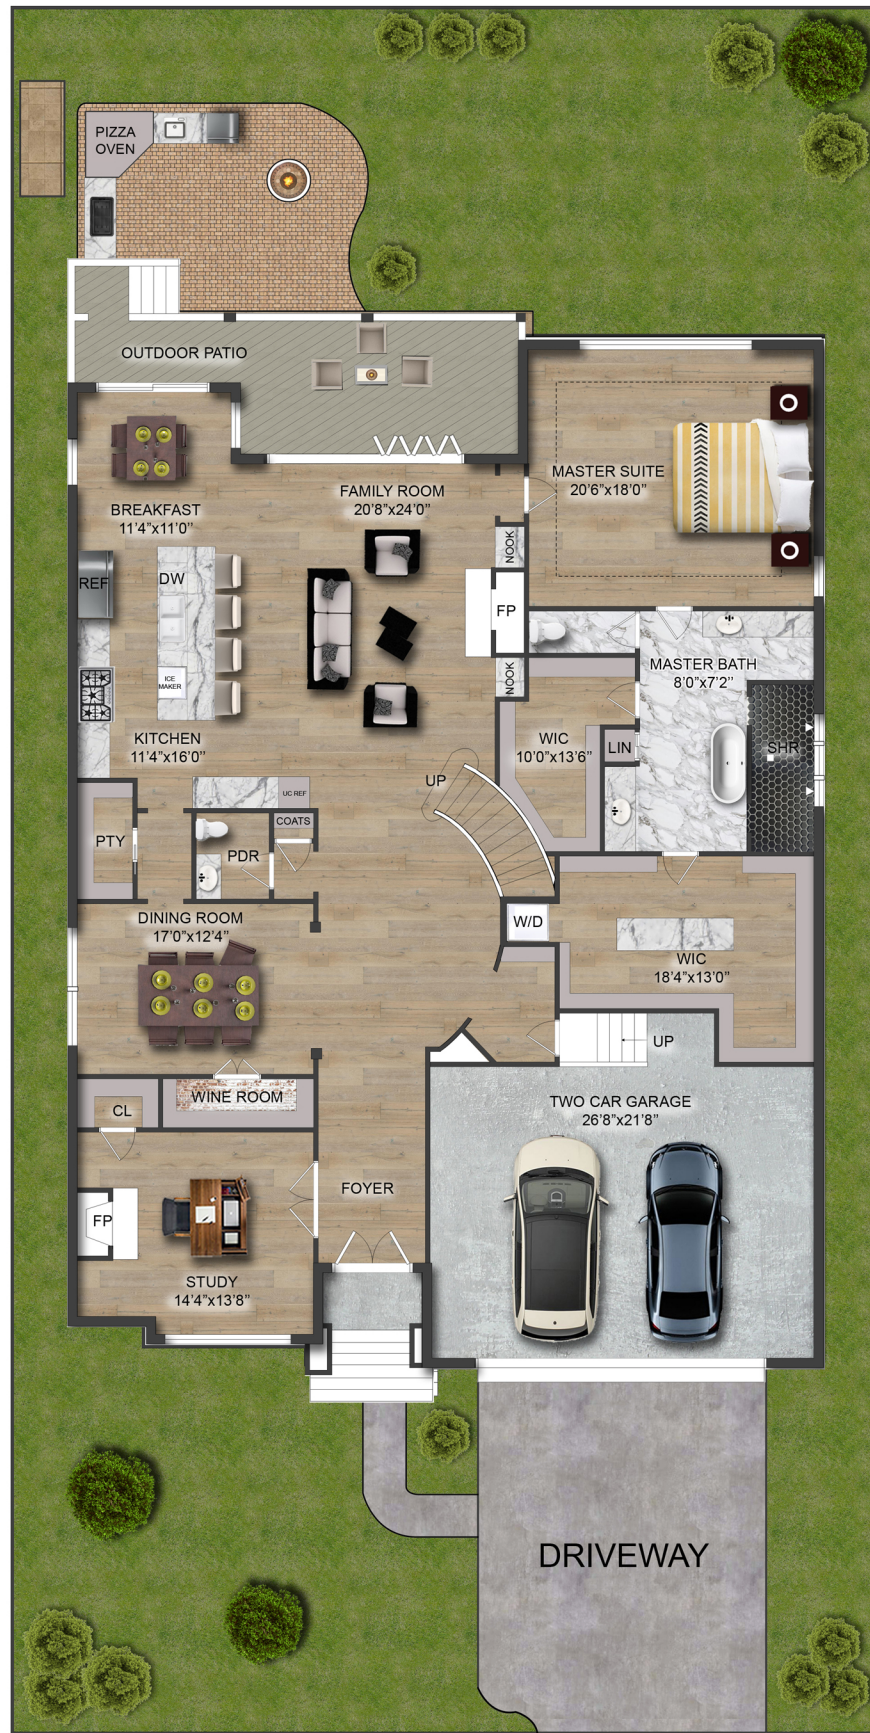 PIZZA
OVEN
OUTDOOR PATIO
MASTER SUITE
20'6"x18'0"
FAMILY ROOM
20'8"x24'0"
BREAKFAST
11'4"x11'0"
NOOK
REF
DW
FP
ICE
MAKER
MASTER BATH
8'0"x7'2"
NOOK
KITCHEN
11'4"x16'0"
WIC
10'0"x13'6"
LIN
SHR
UP
UC REF
COATS
PTY
PDR
DINING ROOM
17'0"x12'4"
W/D
WIC
18'4"x13'0"
UP
WINE ROOM
CL
TWO CAR GARAGE
26'8"x21'8"
FOYER
FP
STUDY
14'4"x13'8"
DRIVEWAY